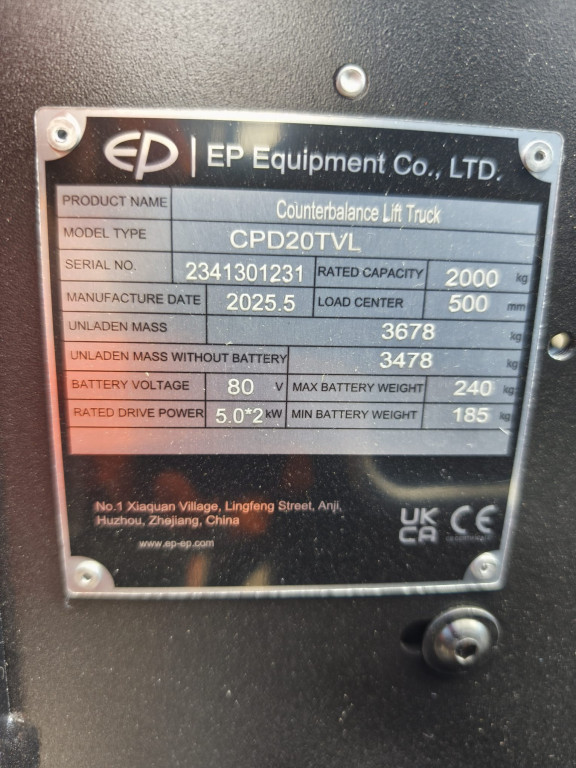 EP | EP Equipment Co., LTD.
PRODUCT NAME Counterbalance Lift Truck
MODEL TYPE CPD20TVL
SERIAL NO. 2341301231 RATED CAPACITY 2000 kg
MANUFACTURE DATE 2025.5 LOAD CENTER 500 mm
UNLADEN MASS 3678 kg
UNLADEN MASS WITHOUT BATTERY 3478 kg
BATTERY VOLTAGE 80 V MAX BATTERY WEIGHT 240 kg
RATED DRIVE POWER 5.0*2 kW MIN BATTERY WEIGHT 185 kg
No.1 Xiaquan Village, Lingfeng Street, Anji,
Huzhou, Zhejiang, China
www.ep-ep.com
UK
CA CE